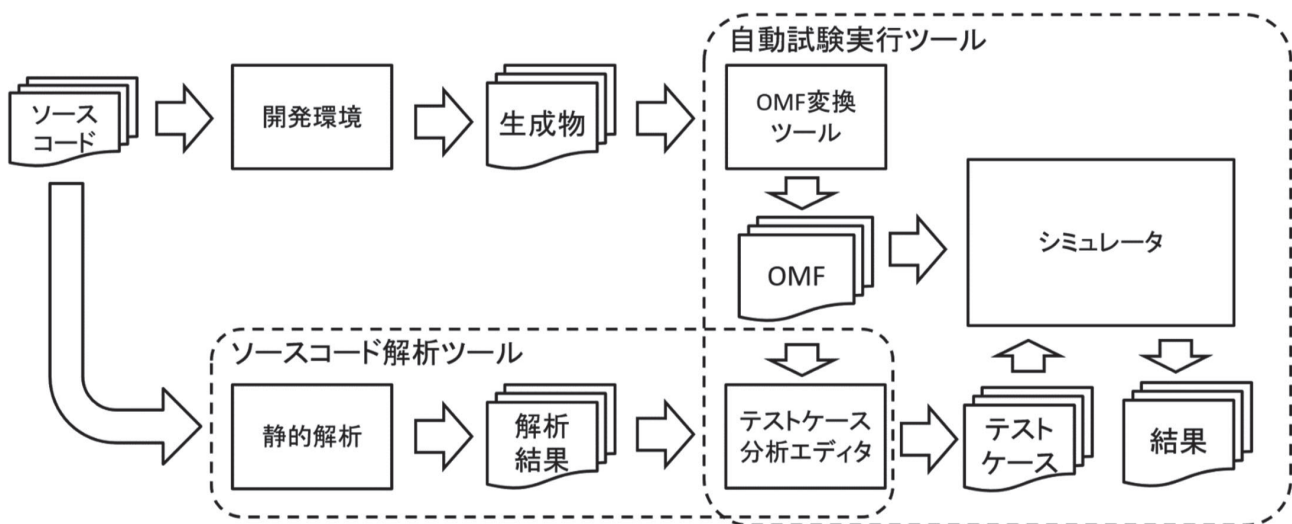 自動試験実行ツール
ソース
コード
開発環境
生成物
OMF変換
ツール
OMF
シミュレータ
ソースコード解析ツール
静的解析
解析
結果
テストケース
分析エディタ
テスト
ケース
結果